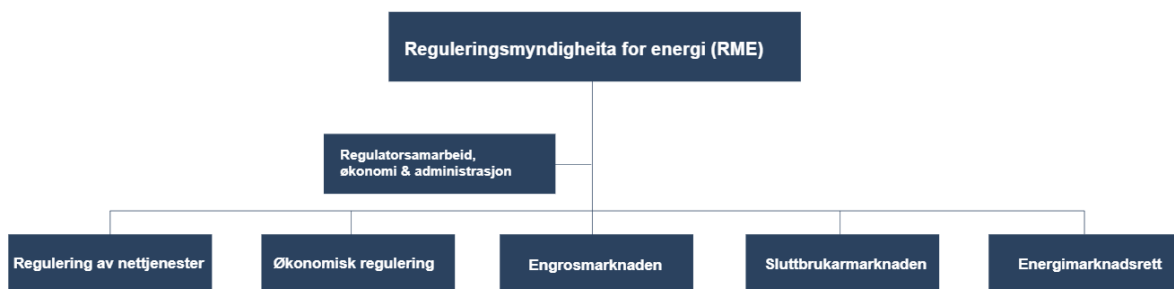 Reguleringsmyndigheita for energi (RME)
Regulatorsamarbeid,
økonomi & administrasjon
Regulering av nettjenester
Økonomisk regulering
Engrosmarknaden
Sluttbrukarmarknaden
Energimarknadsrett